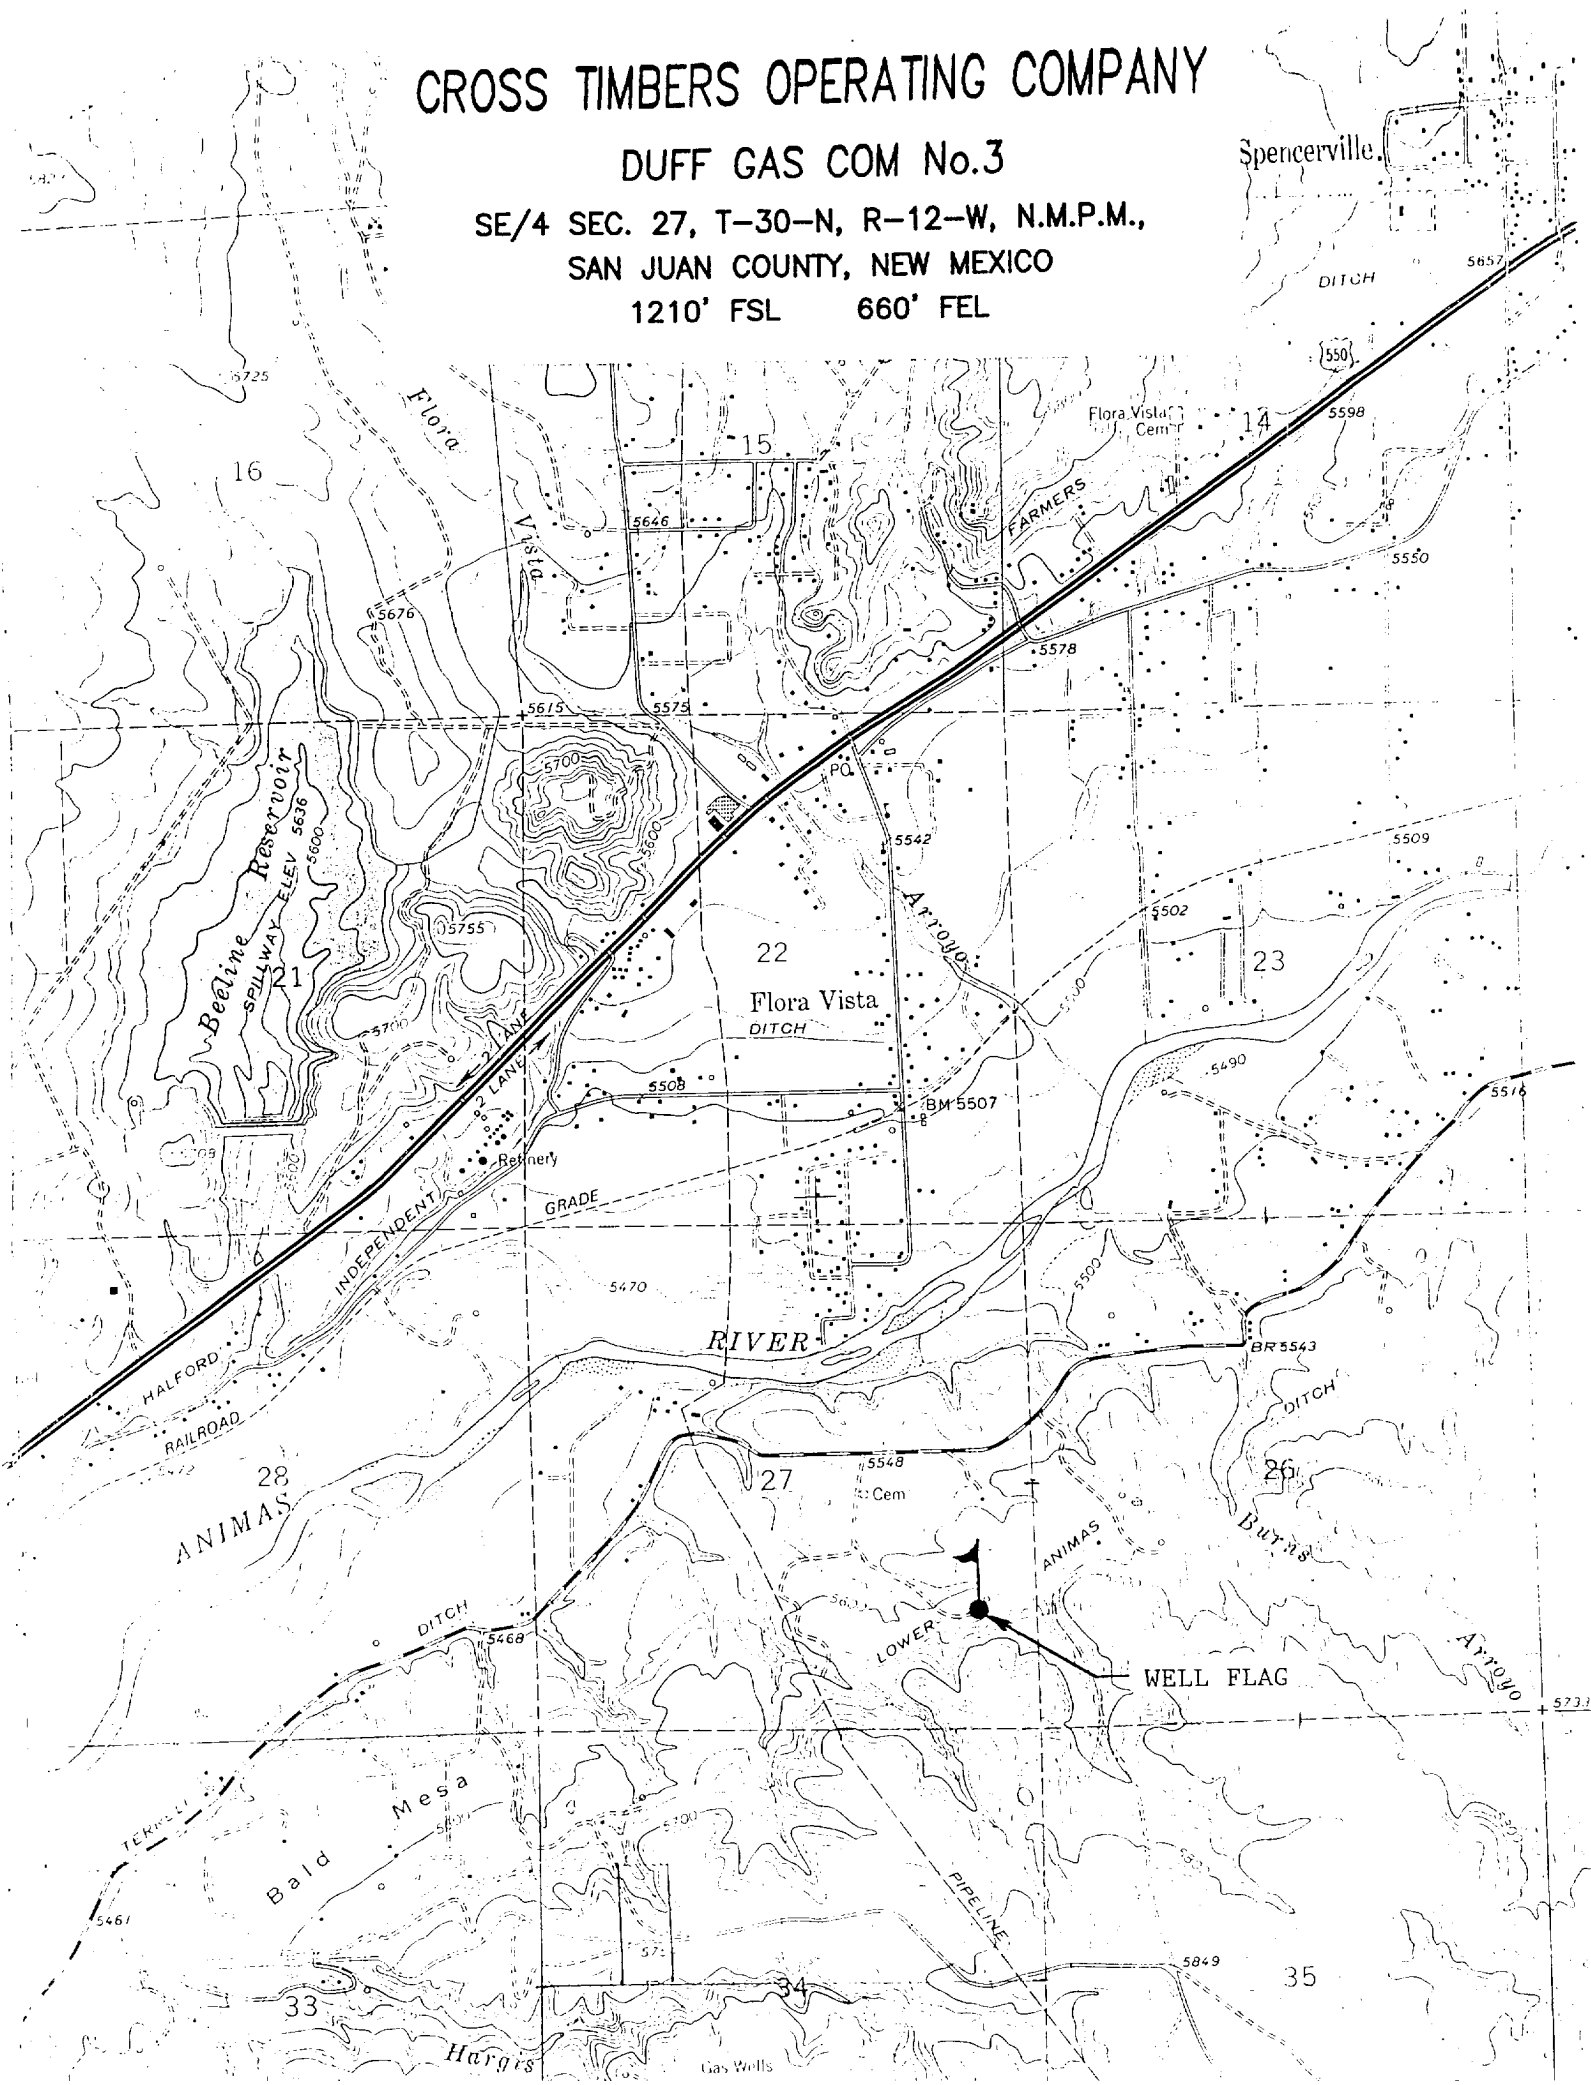 CROSS TIMBERS OPERATING COMPANY
DUFF GAS COM No.3
SE/4 SEC. 27, T-30-N, R-12-W, N.M.P.M.,
SAN JUAN COUNTY, NEW MEXICO
1210' FSL 660' FEL
Spencerville
5657
DITCH
550
5725
Flora
Flora Vista
Cem
14
5598
15
16
FARMERS
5646
Vista
5550
5676
5578
5615
5575
5700
PO
Beeline Reservoir
SPILLWAY ELEV 5636
5600
5600
5542
5509
Arroyo
5502
5755
22
23
21
Flora Vista
DITCH
5700
2 LANE
2 LANE
5490
5508
BM 5507
5516
Refinery
GRADE
INDEPENDENT
5470
5500
RIVER
BR 5543
HALFORD
DITCH
RAILROAD
5472
28
27
5548
26
Cem
ANIMAS
Burns
ANIMAS
DITCH
5468
LOWER
WELL FLAG
Arroyo
5733
Mesa
Bald
5700
5461
PIPELINE
5849
35
34
33
Hargis
Gas Wells